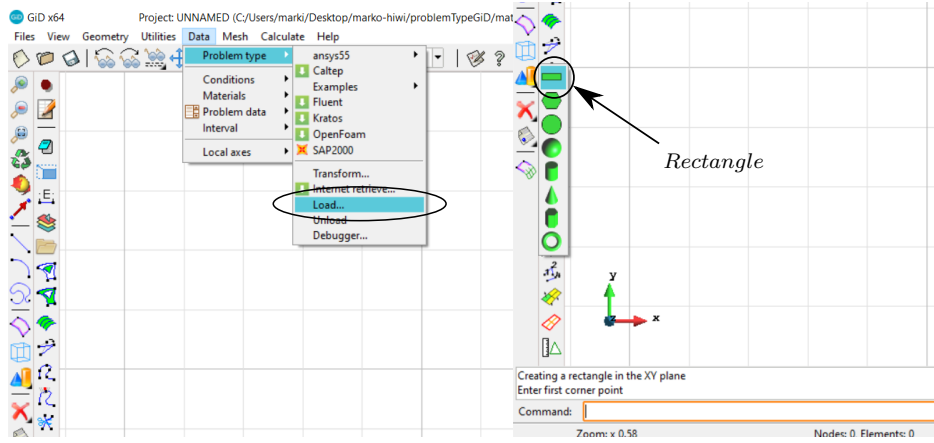 GiD x64 Project: UNNAMED (C:/Users/marki/Desktop/marko-hiwi/problemTypeGiD/mat
Files View Geometry Utilities Data Mesh Calculate Help
Problem type
Conditions
Materials
Problem data
Interval
Local axes
ansys55
Caltep
Examples
Fluent
Kratos
OpenFoam
SAP2000
Transform...
Internet retrieve...
Load...
Unload
Debugger...
E
Rectangle
y
z
x
Creating a rectangle in the XY plane
Enter first corner point
Command:
Zoom: x 0.58 Nodes: 0, Elements: 0